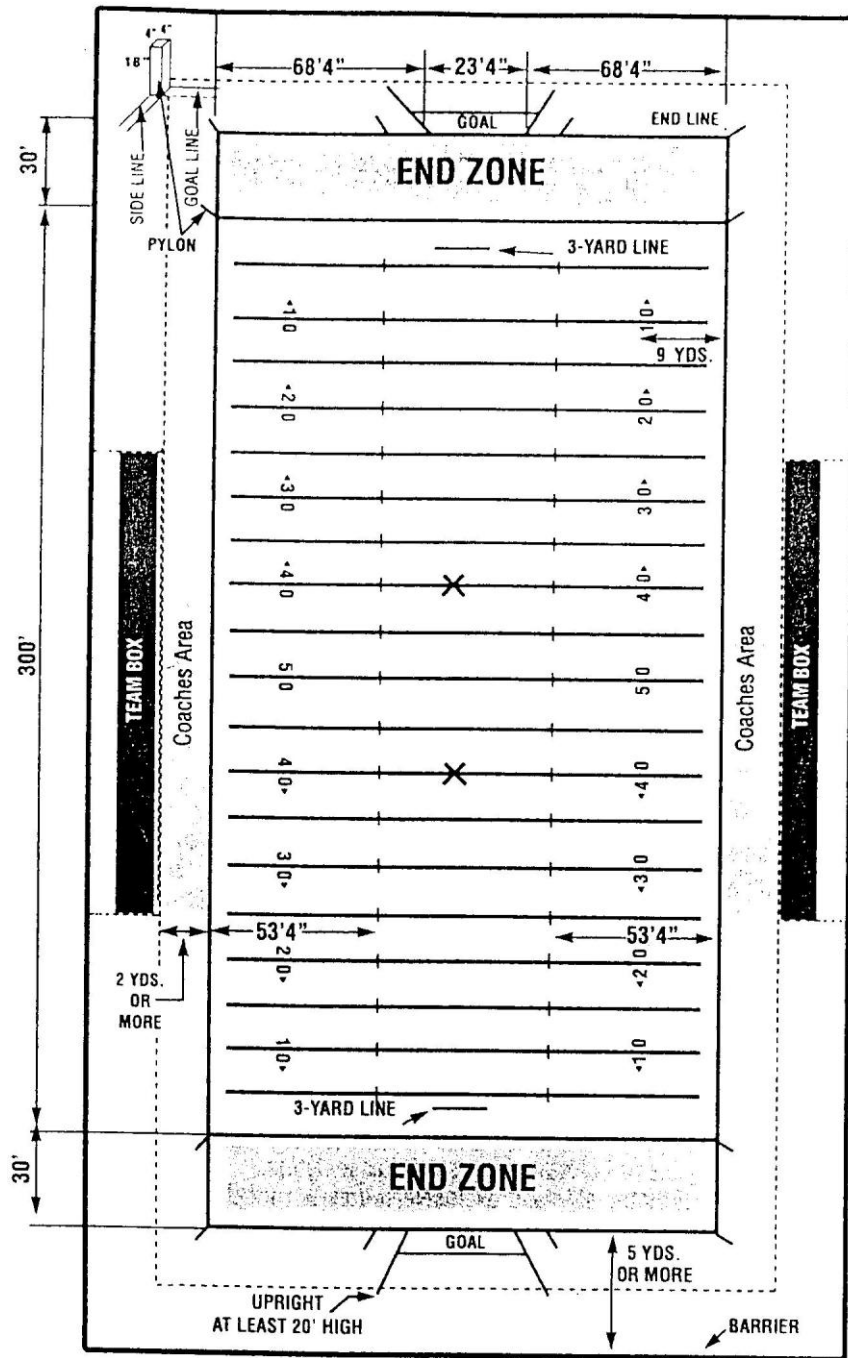 4" 4"
18"
68'4" 23'4" 68'4"
GOAL
END LINE
30'
SIDE LINE
GOAL LINE
END ZONE
PYLON
3-YARD LINE
◂10
10▸
9 YDS.
◂20
20▸
◂30
30▸
◂40
40▸
300'
TEAM BOX
Coaches Area
50
50
Coaches Area
TEAM BOX
40▸
◂40
30▸
◂30
53'4"
53'4"
2 YDS.
OR
MORE
20▸
◂20
10▸
◂10
3-YARD LINE
30'
END ZONE
GOAL
5 YDS.
OR MORE
UPRIGHT
AT LEAST 20' HIGH
BARRIER